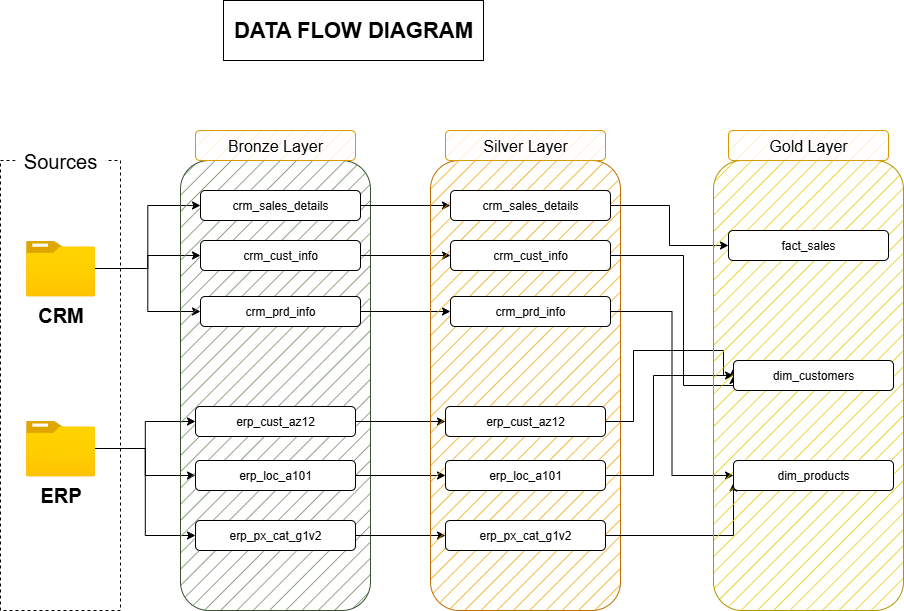 DATA FLOW DIAGRAM
Sources
Bronze Layer
Silver Layer
Gold Layer
crm_sales_details
crm_sales_details
fact_sales
crm_cust_info
crm_cust_info
CRM
crm_prd_info
crm_prd_info
dim_customers
erp_cust_az12
erp_cust_az12
erp_loc_a101
erp_loc_a101
dim_products
ERP
erp_px_cat_g1v2
erp_px_cat_g1v2